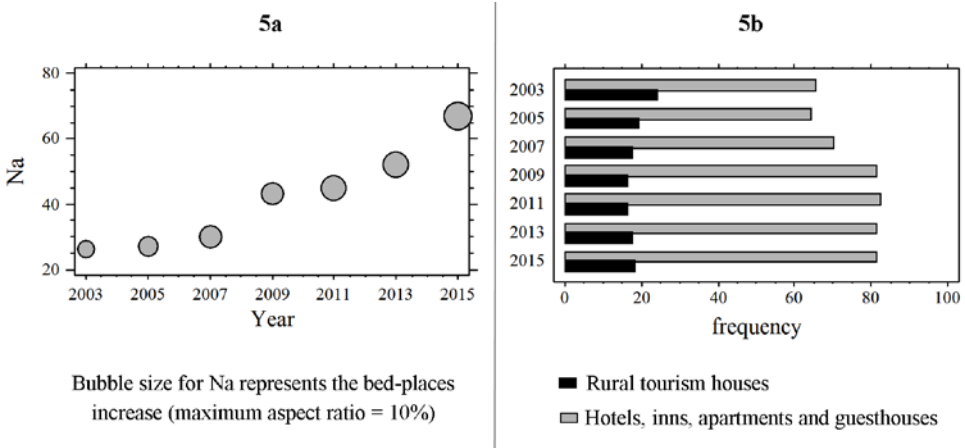 5a
80
60
40
20
Na
2003 2005 2007 2009 2011 2013 2015
Year
Bubble size for Na represents the bed-places
increase (maximum aspect ratio = 10%)
5b
2003
2005
2007
2009
2011
2013
2015
0 20 40 60 80 100
frequency
Rural tourism houses
Hotels, inns, apartments and guesthouses